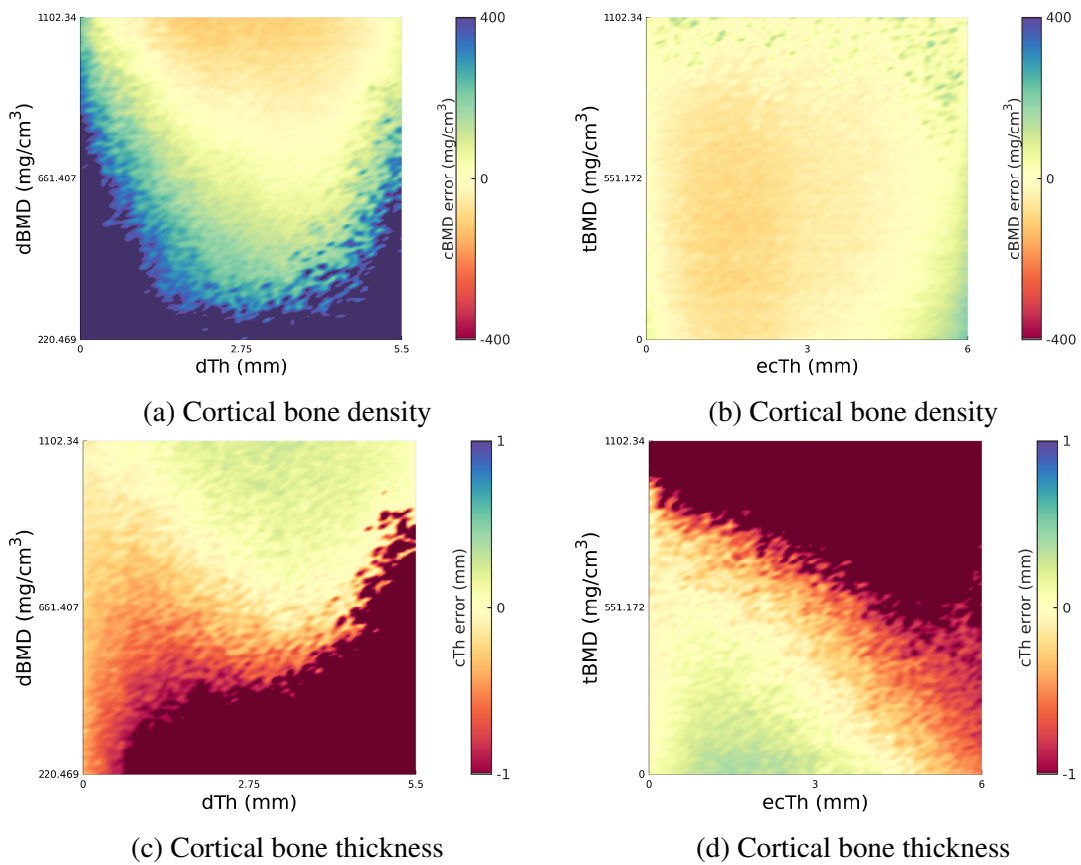 1102.34
661.407
220.469
dBMD (mg/cm³)
0
2.75
5.5
dTh (mm)
400
0
-400
cBMD error (mg/cm³)
(a) Cortical bone density
1102.34
551.172
0
tBMD (mg/cm³)
0
3
6
ecTh (mm)
400
0
-400
cBMD error (mg/cm³)
(b) Cortical bone density
1102.34
661.407
220.469
dBMD (mg/cm³)
0
2.75
5.5
dTh (mm)
1
0
-1
cTh error (mm)
(c) Cortical bone thickness
1102.34
551.172
0
tBMD (mg/cm³)
0
3
6
ecTh (mm)
1
0
-1
cTh error (mm)
(d) Cortical bone thickness